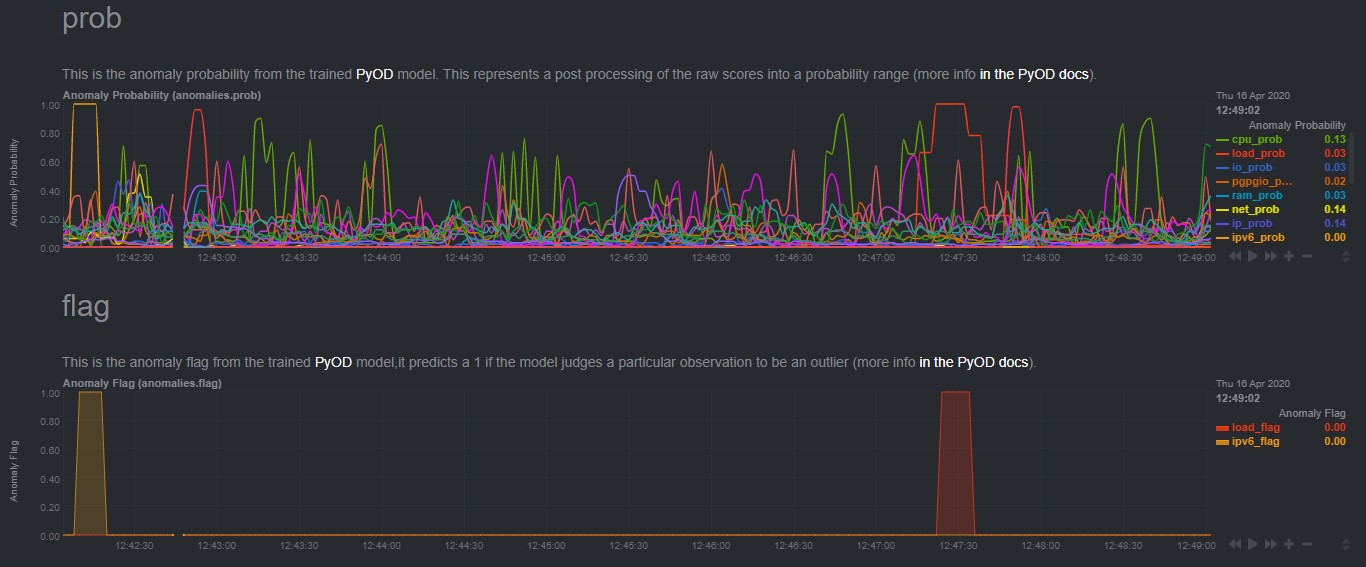 prob
This is the anomaly probability from the trained PyOD model. This represents a post processing of the raw scores into a probability range (more info in the PyOD docs).
Anomaly Probability (anomalies.prob)
Thu 16 Apr 2020
12:49:02
Anomaly Probability
cpu_prob 0.13
load_prob 0.03
io_prob 0.03
pgpgio_p... 0.02
ram_prob 0.03
net_prob 0.14
ip_prob 0.14
ipv6_prob 0.00
Anomaly Probability
1.00
0.80
0.60
0.40
0.20
0.00
12:42:30 12:43:00 12:43:30 12:44:00 12:44:30 12:45:00 12:45:30 12:46:00 12:46:30 12:47:00 12:47:30 12:48:00 12:48:30 12:49:00
flag
This is the anomaly flag from the trained PyOD model,it predicts a 1 if the model judges a particular observation to be an outlier (more info in the PyOD docs).
Anomaly Flag (anomalies.flag)
Thu 16 Apr 2020
12:49:02
Anomaly Flag
load_flag 0.00
ipv6_flag 0.00
Anomaly Flag
1.00
0.80
0.60
0.40
0.20
0.00
12:42:30 12:43:00 12:43:30 12:44:00 12:44:30 12:45:00 12:45:30 12:46:00 12:46:30 12:47:00 12:47:30 12:48:00 12:48:30 12:49:00